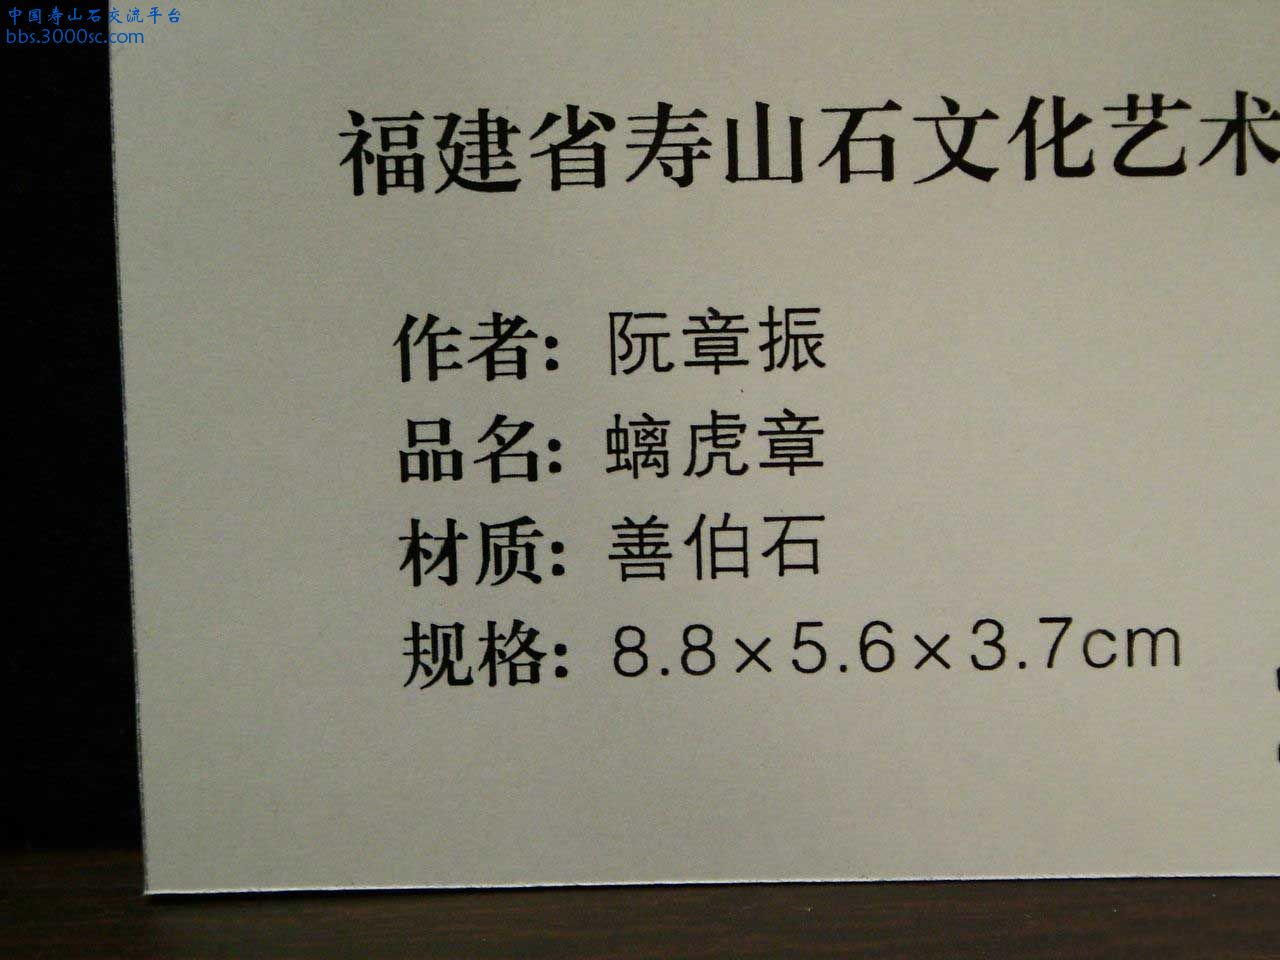 中国寿山石交流平台
bbs.3000sc.com
福建省寿山石文化艺术
作者: 阮章振
品名: 螭虎章
材质: 善伯石
规格: 8.8×5.6×3.7cm